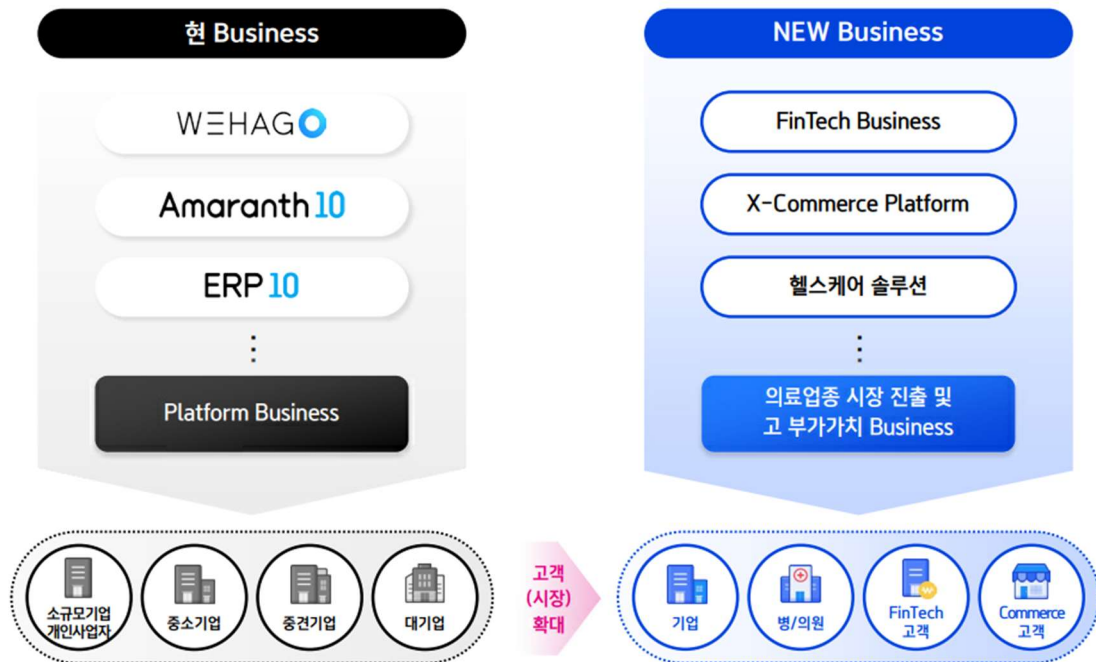 현 Business
WEHAGO
Amaranth 10
ERP 10
⋮
Platform Business
소규모기업
개인사업자
중소기업
중견기업
대기업
고객
(시장)
확대
NEW Business
FinTech Business
X-Commerce Platform
헬스케어 솔루션
⋮
의료업종 시장 진출 및
고 부가가치 Business
기업
병/의원
FinTech
고객
Commerce
고객